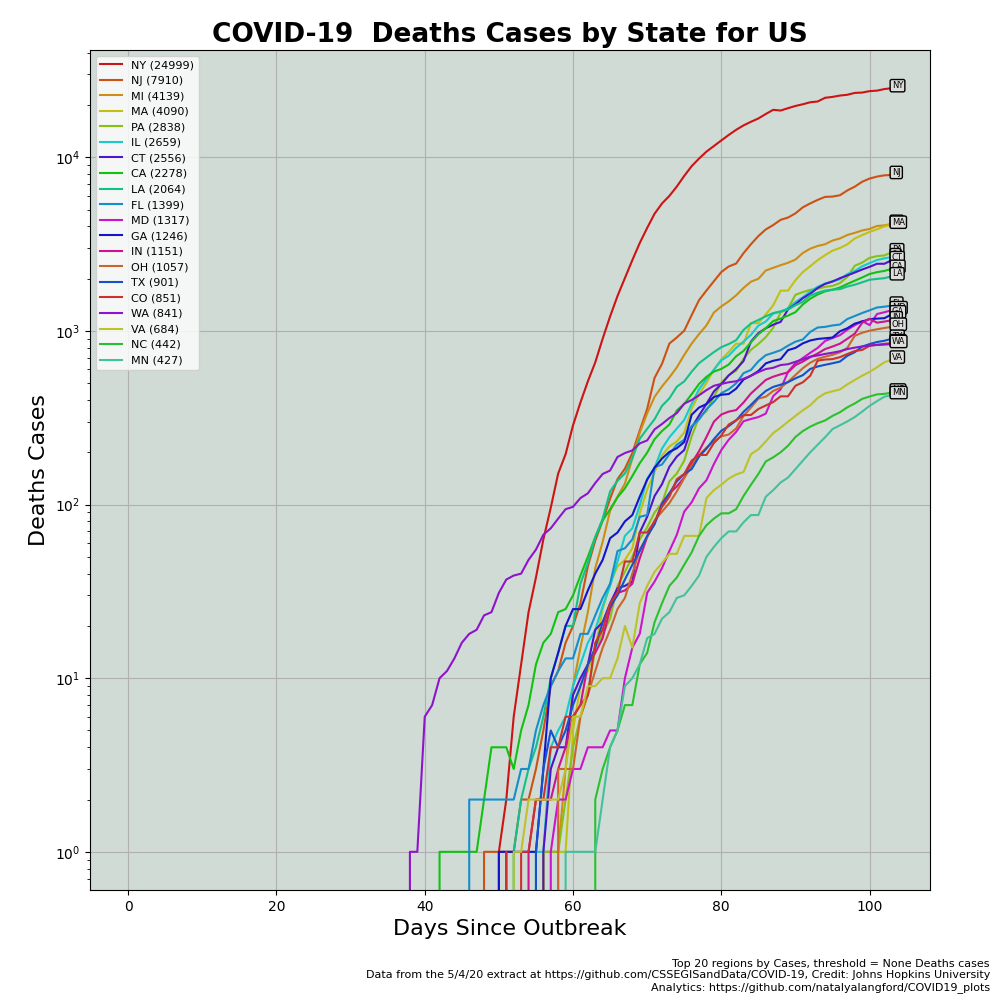 COVID-19  Deaths Cases by State for US
NY (24999)
NJ (7910)
MI (4139)
MA (4090)
PA (2838)
IL (2659)
CT (2556)
CA (2278)
LA (2064)
FL (1399)
MD (1317)
GA (1246)
IN (1151)
OH (1057)
TX (901)
CO (851)
WA (841)
VA (684)
NC (442)
MN (427)
NY
NJ
MA
CT
LA
OH
WA
VA
MN
10⁴
10³
10²
10¹
10⁰
Deaths Cases
0 20 40 60 80 100
Days Since Outbreak
Top 20 regions by Cases, threshold = None Deaths cases
Data from the 5/4/20 extract at https://github.com/CSSEGISandData/COVID-19, Credit: Johns Hopkins University
Analytics: https://github.com/natalyalangford/COVID19_plots